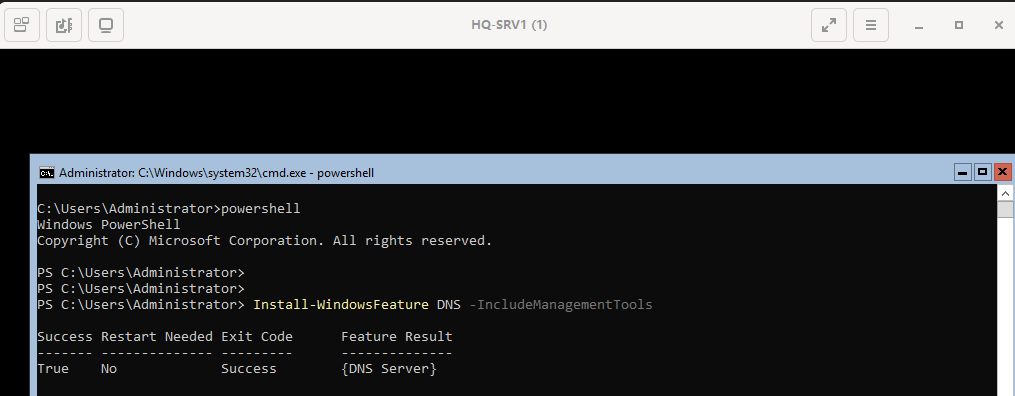 HQ-SRV1 (1)
Administrator: C:\Windows\system32\cmd.exe - powershell
C:\Users\Administrator>powershell
Windows PowerShell
Copyright (C) Microsoft Corporation. All rights reserved.
PS C:\Users\Administrator>
PS C:\Users\Administrator>
PS C:\Users\Administrator> Install-WindowsFeature DNS -IncludeManagementTools
Success Restart Needed Exit Code      Feature Result
------- -------------- ---------      --------------
True    No             Success        {DNS Server}